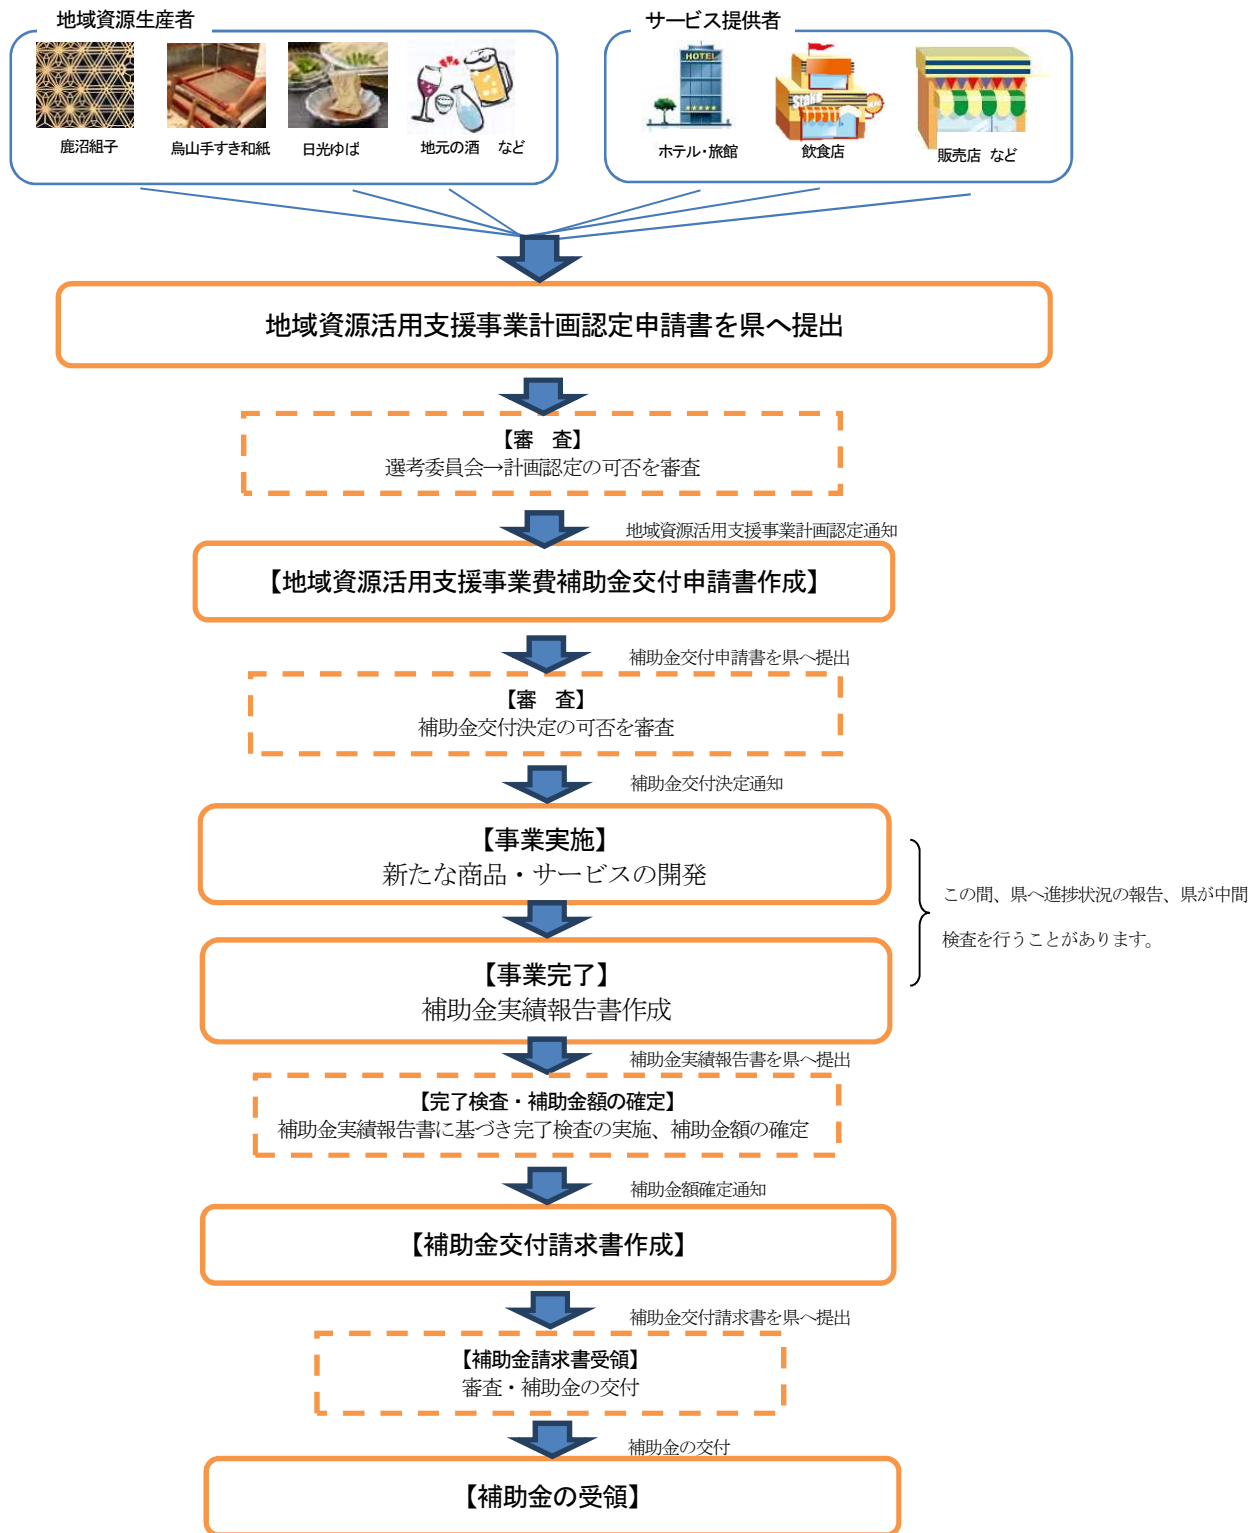 地域資源生産者
サービス提供者
HOTEL
鹿沼組子
烏山手すき和紙
日光ゆば
地元の酒 など
ホテル・旅館
飲食店
販売店 など
地域資源活用支援事業計画認定申請書を県へ提出
【審 査】
選考委員会→計画認定の可否を審査
地域資源活用支援事業計画認定通知
【地域資源活用支援事業費補助金交付申請書作成】
補助金交付申請書を県へ提出
【審 査】
補助金交付決定の可否を審査
補助金交付決定通知
【事業実施】
新たな商品・サービスの開発
この間、県へ進捗状況の報告、県が中間
検査を行うことがあります。
【事業完了】
補助金実績報告書作成
補助金実績報告書を県へ提出
【完了検査・補助金額の確定】
補助金実績報告書に基づき完了検査の実施、補助金額の確定
補助金額確定通知
【補助金交付請求書作成】
補助金交付請求書を県へ提出
【補助金請求書受領】
審査・補助金の交付
補助金の交付
【補助金の受領】